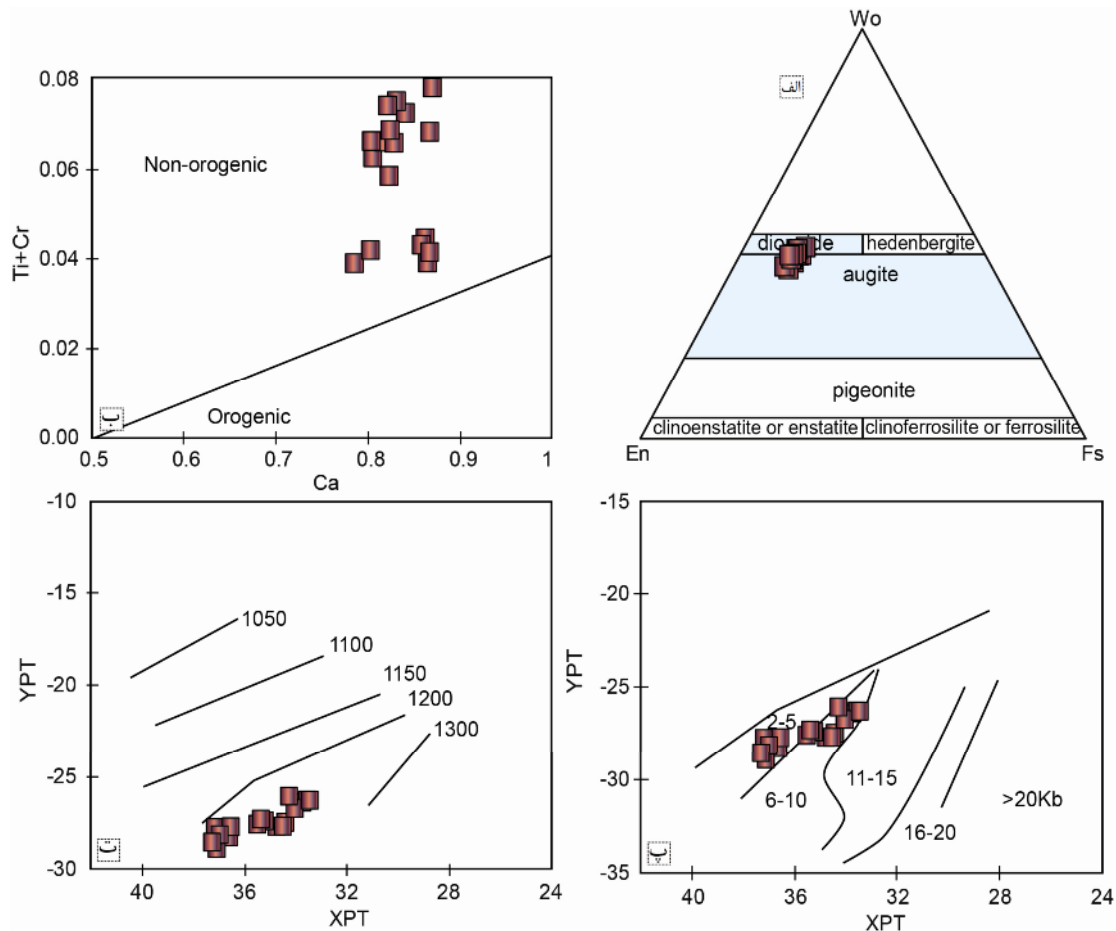 0.08
0.06
0.04
0.02
0.00
Ti+Cr
Non-orogenic
Orogenic
ب
0.5
0.6
0.7
0.8
0.9
1
Ca
Wo
الف
diopside
hedenbergite
augite
pigeonite
clinoenstatite or enstatite
clinoferrosilite or ferrosilite
En
Fs
-10
-15
-20
-25
-30
YPT
1050
1100
1150
1200
1300
ت
40
36
32
28
24
XPT
-15
-20
-25
-30
-35
YPT
2-5
6-10
11-15
16-20
>20Kb
پ
40
36
32
28
24
XPT